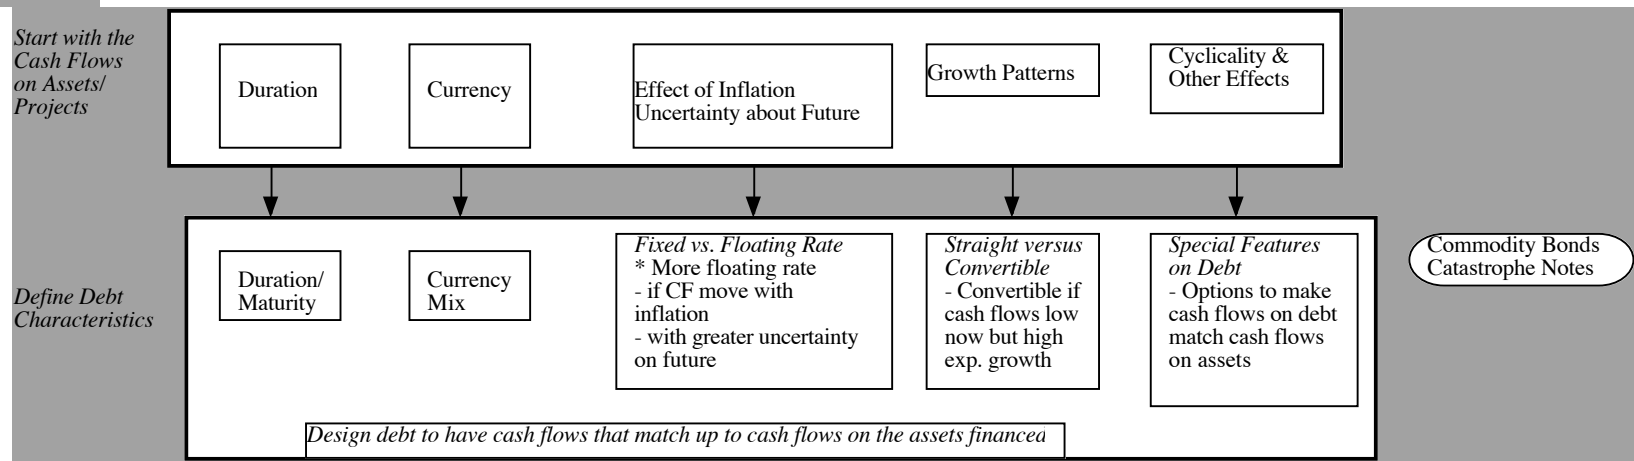 Start with the
Cash Flows
on Assets/
Projects
Duration
Currency
Effect of Inflation
Uncertainty about Future
Growth Patterns
Cyclicality &
Other Effects
Define Debt
Characteristics
Duration/
Maturity
Currency
Mix
Fixed vs. Floating Rate
* More floating rate
- if CF move with
inflation
- with greater uncertainty
on future
Straight versus
Convertible
- Convertible if
cash flows low
now but high
exp. growth
Special Features
on Debt
- Options to make
cash flows on debt
match cash flows
on assets
Commodity Bonds
Catastrophe Notes
Design debt to have cash flows that match up to cash flows on the assets financed